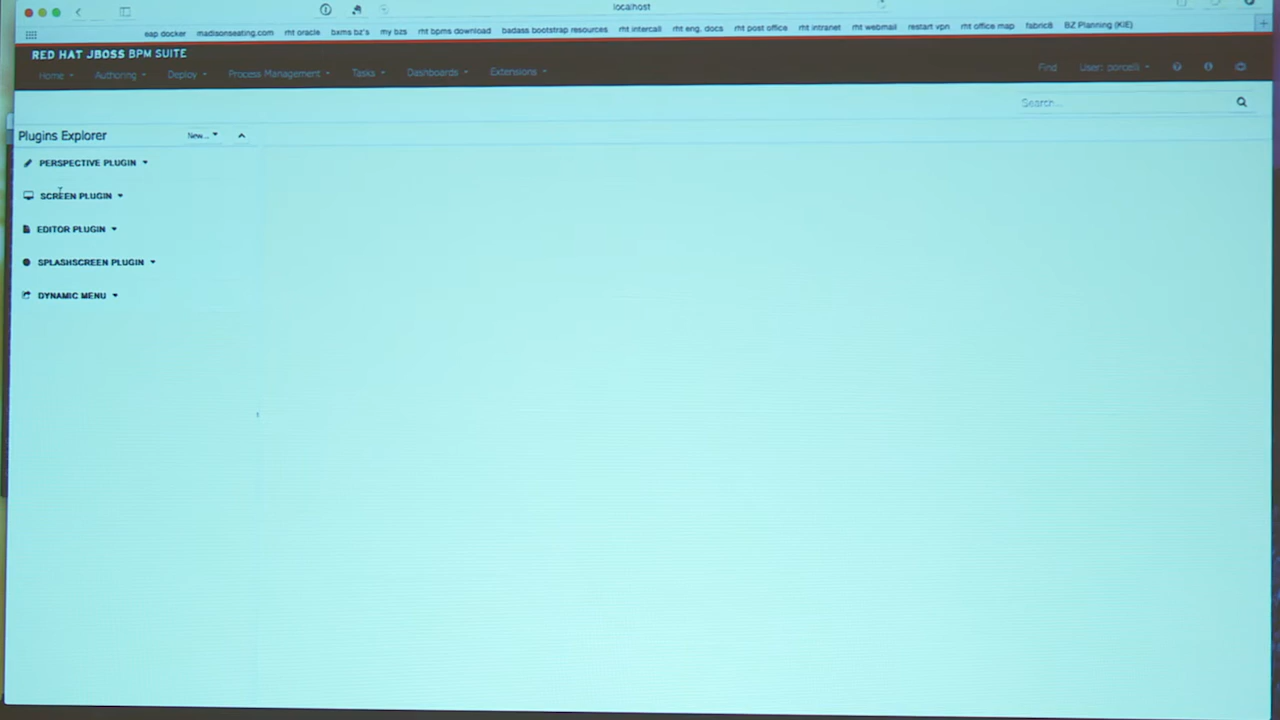 localhost
eap docker madisonseating.com rht oracle bxms bz's my bzs rht bpms download badass bootstrap resources rht intercall rht eng. docs rht post office rht intranet rht webmail restart vpn rht office map fabric8 BZ Planning (KIE)
RED HAT JBOSS BPM SUITE
Home Authoring Deploy Process Management Tasks Dashboards Extensions Find User: porcelli
Search...
Plugins Explorer New...
PERSPECTIVE PLUGIN
SCREEN PLUGIN
EDITOR PLUGIN
SPLASHSCREEN PLUGIN
DYNAMIC MENU